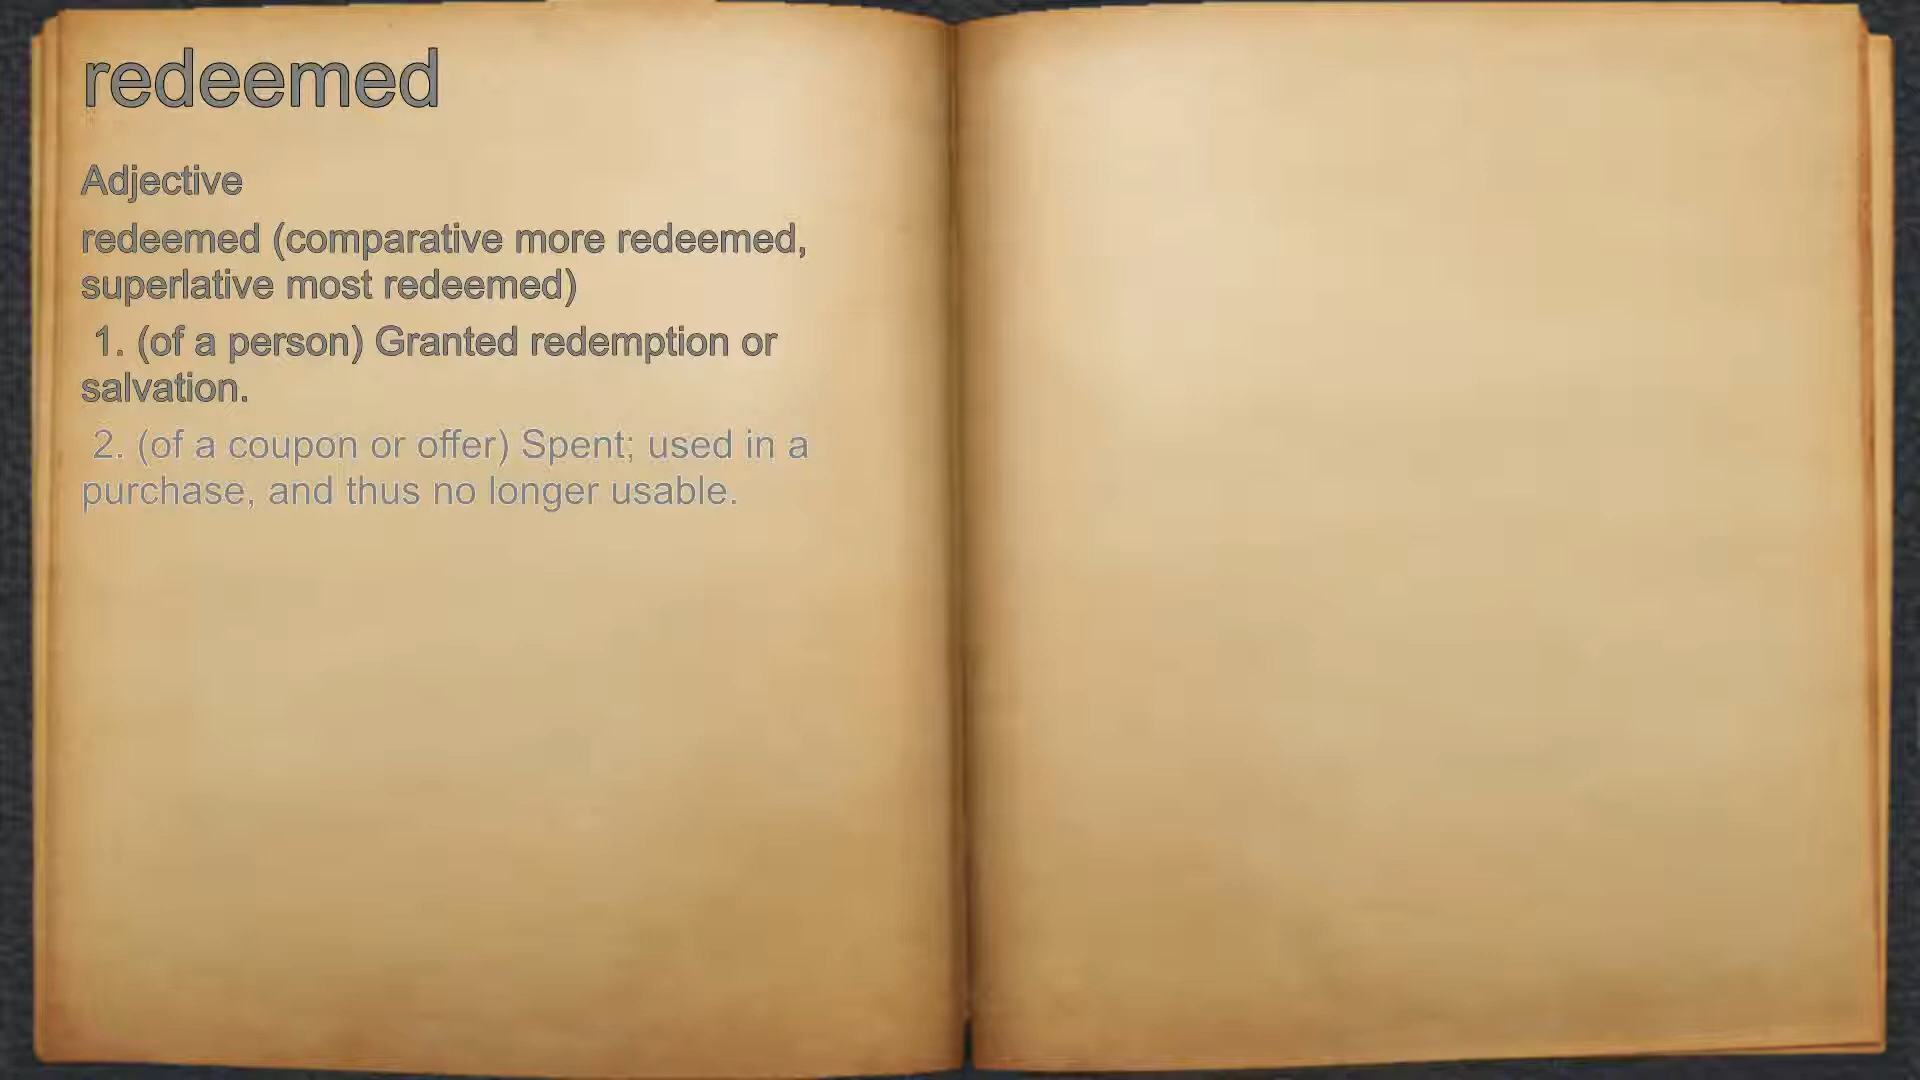 redeemed
Adjective
redeemed (comparative more redeemed,
superlative most redeemed)
1. (of a person) Granted redemption or
salvation.
2. (of a coupon or offer) Spent; used in a
purchase, and thus no longer usable.